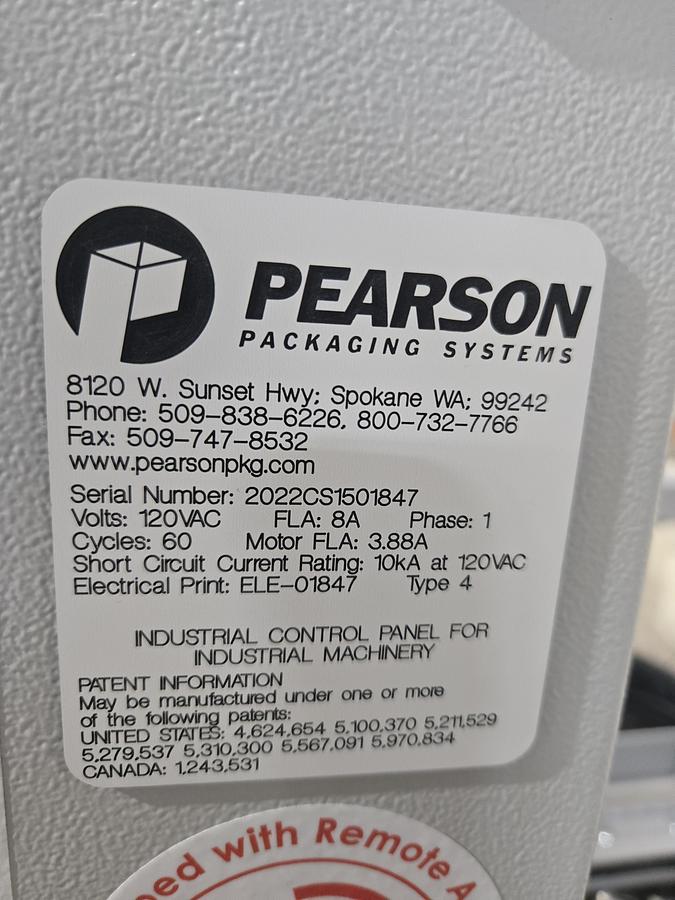 PEARSON
PACKAGING SYSTEMS
8120 W. Sunset Hwy; Spokane WA; 99242
Phone: 509-838-6226, 800-732-7766
Fax: 509-747-8532
www.pearsonpkg.com
Serial Number: 2022CS1501847
Volts: 120VAC FLA: 8A Phase: 1
Cycles: 60 Motor FLA: 3.88A
Short Circuit Current Rating: 10kA at 120VAC
Electrical Print: ELE-01847 Type 4
INDUSTRIAL CONTROL PANEL FOR
INDUSTRIAL MACHINERY
PATENT INFORMATION
May be manufactured under one or more
of the following patents:
UNITED STATES: 4,624,654 5,100,370 5,211,529
5,279,537 5,310,300 5,567,091 5,970,834
CANADA: 1,243,531
with Remote